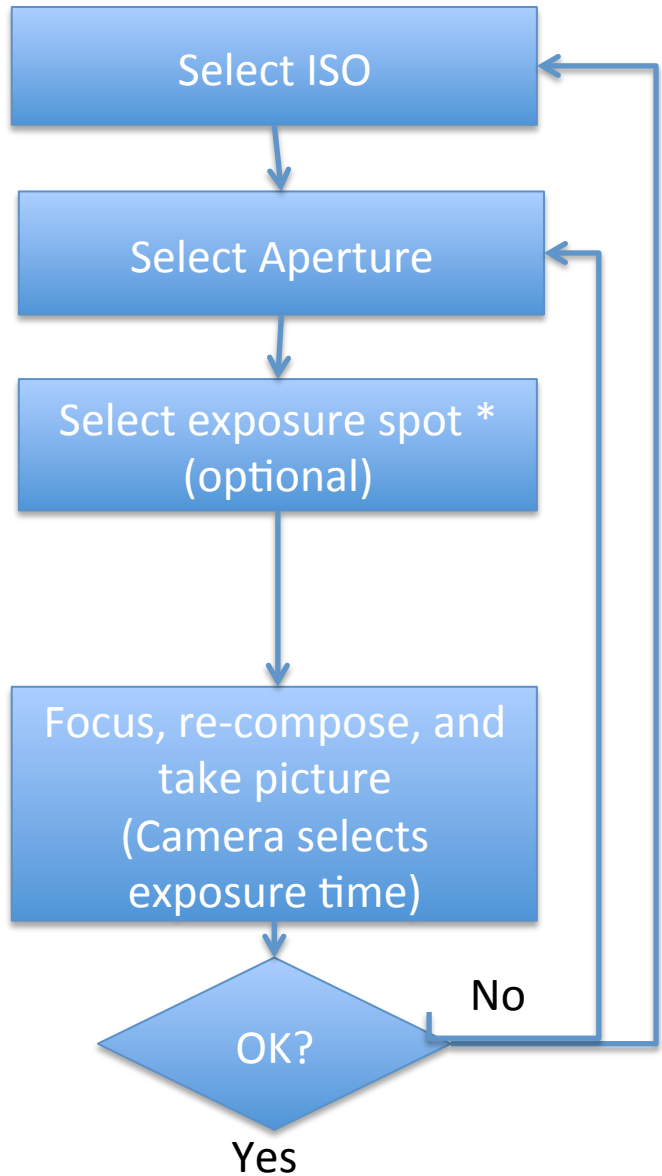 Select ISO
Select Aperture
Select exposure spot *
(optional)
Focus, re-compose, and
take picture
(Camera selects
exposure time)
No
OK?
Yes